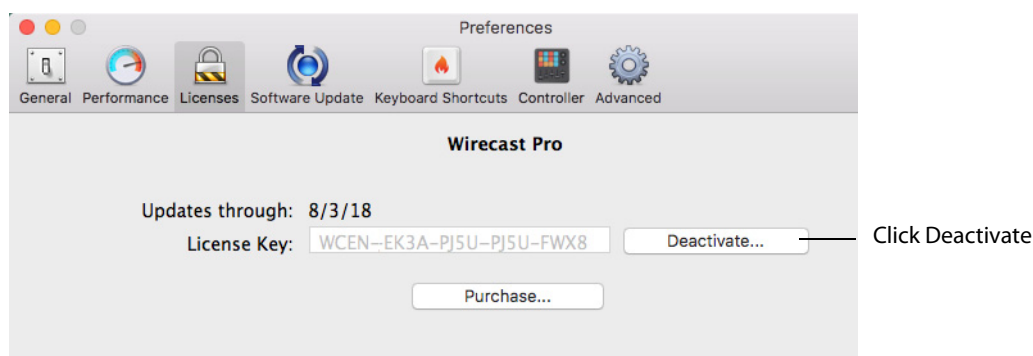 Preferences
General Performance Licenses Software Update Keyboard Shortcuts Controller Advanced
Wirecast Pro
Updates through: 8/3/18
License Key: WCEN-EK3A-PJ5U-PJ5U-FWX8 Deactivate... Click Deactivate
Purchase...